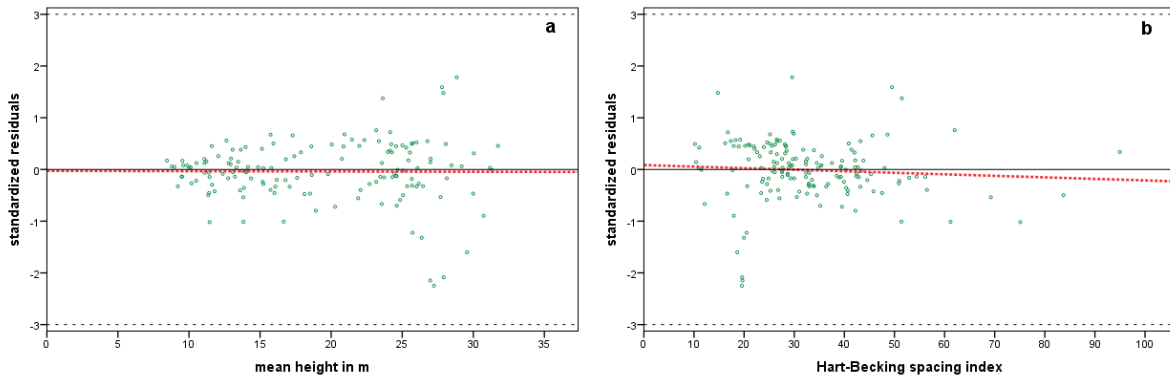 a
standardized residuals
3
2
1
0
-1
-2
-3
0 5 10 15 20 25 30 35
mean height in m
b
standardized residuals
3
2
1
0
-1
-2
-3
0 10 20 30 40 50 60 70 80 90 100
Hart-Becking spacing index